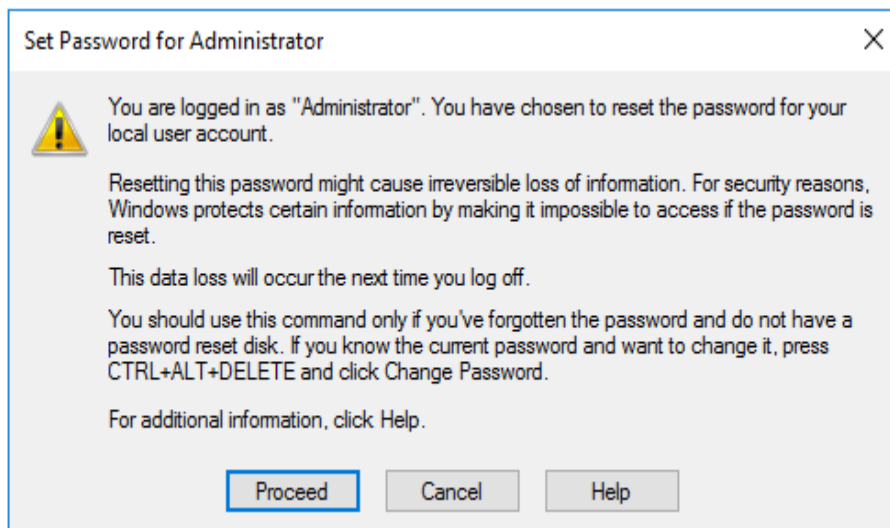 Set Password for Administrator
You are logged in as "Administrator". You have chosen to reset the password for your
local user account.
Resetting this password might cause irreversible loss of information. For security reasons,
Windows protects certain information by making it impossible to access if the password is
reset.
This data loss will occur the next time you log off.
You should use this command only if you've forgotten the password and do not have a
password reset disk. If you know the current password and want to change it, press
CTRL+ALT+DELETE and click Change Password.
For additional information, click Help.
Proceed Cancel Help